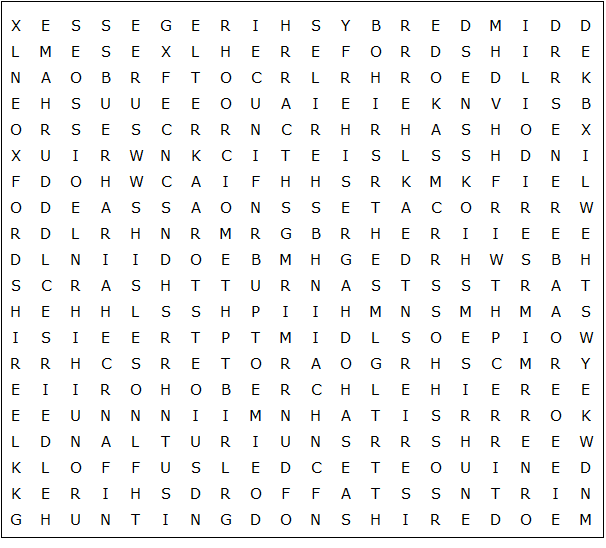 X E S S E G E R I H S Y B R E D M I D D
L M E S E X L H E R E F O R D S H I R E
N A O B R F T O C R L R H R O E D L R K
E H S U U E E O U A I E I E K N V I S B
O R S E S C R R N C R H R H A S H O E X
X U I R W N K C I T E I S L S S H D N I
F D O H W C A I F H H S R K M K F I E L
O D E A S S A O N S S E T A C O R R R W
R D L R H N R M R G B R H E R I I E E E
D L N I I D O E B M H G E D R H W S B H
S C R A S H T T U R N A S T S S T R A T
H E H H L S S H P I I H M N S M H M A S
I S I E E R T P T M I D L S O E P I O W
R R H C S R E T O R A O G R H S C M R Y
E I I R O H O B E R C H L E H I E R E E
E E U N N N I I M N H A T I S R R R O K
L D N A L T U R I U N S R R S H R E E W
K L O F F U S L E D C E T E O U I N E D
K E R I H S D R O F F A T S S N T R I N
G H U N T I N G D O N S H I R E D O E M